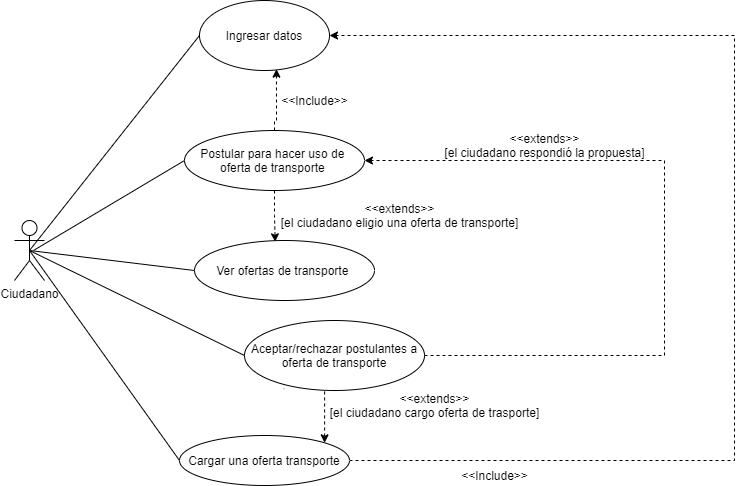 Ingresar datos
<<Include>>
<<extends>>
[el ciudadano respondió la propuesta]
Postular para hacer uso de
oferta de transporte
<<extends>>
[el ciudadano eligio una oferta de transporte]
Ver ofertas de transporte
Ciudadano
Aceptar/rechazar postulantes a
oferta de transporte
<<extends>>
[el ciudadano cargo oferta de trasporte]
Cargar una oferta transporte
<<Include>>